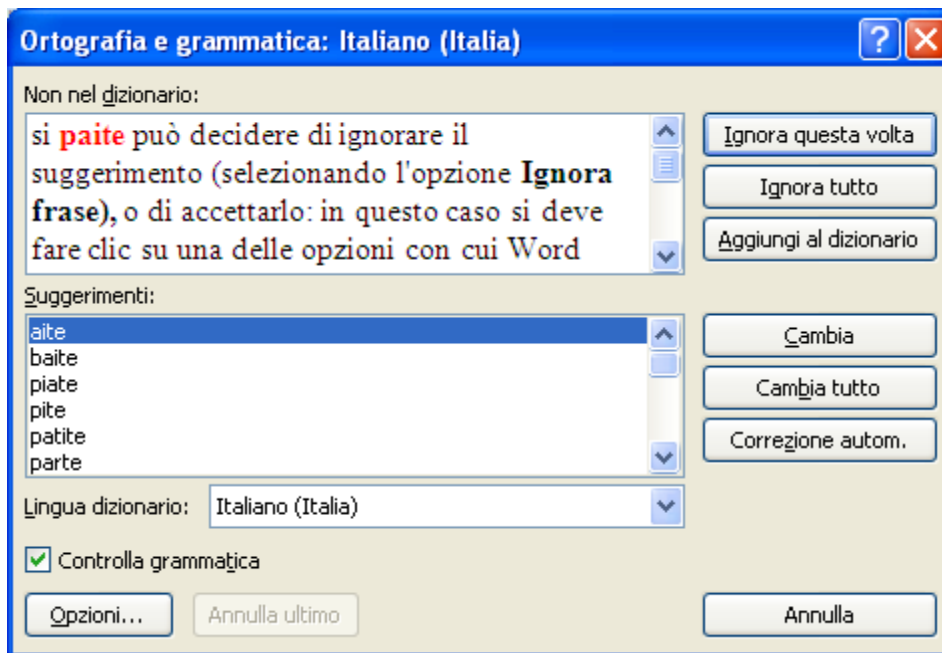 Ortografia e grammatica: Italiano (Italia)
Non nel dizionario:
si paite può decidere di ignorare il
suggerimento (selezionando l'opzione Ignora
frase), o di accettarlo: in questo caso si deve
fare clic su una delle opzioni con cui Word
Ignora questa volta
Ignora tutto
Aggiungi al dizionario
Suggerimenti:
aite
baite
piate
pite
patite
parte
Cambia
Cambia tutto
Correzione autom.
Lingua dizionario: Italiano (Italia)
Controlla grammatica
Opzioni... Annulla ultimo Annulla